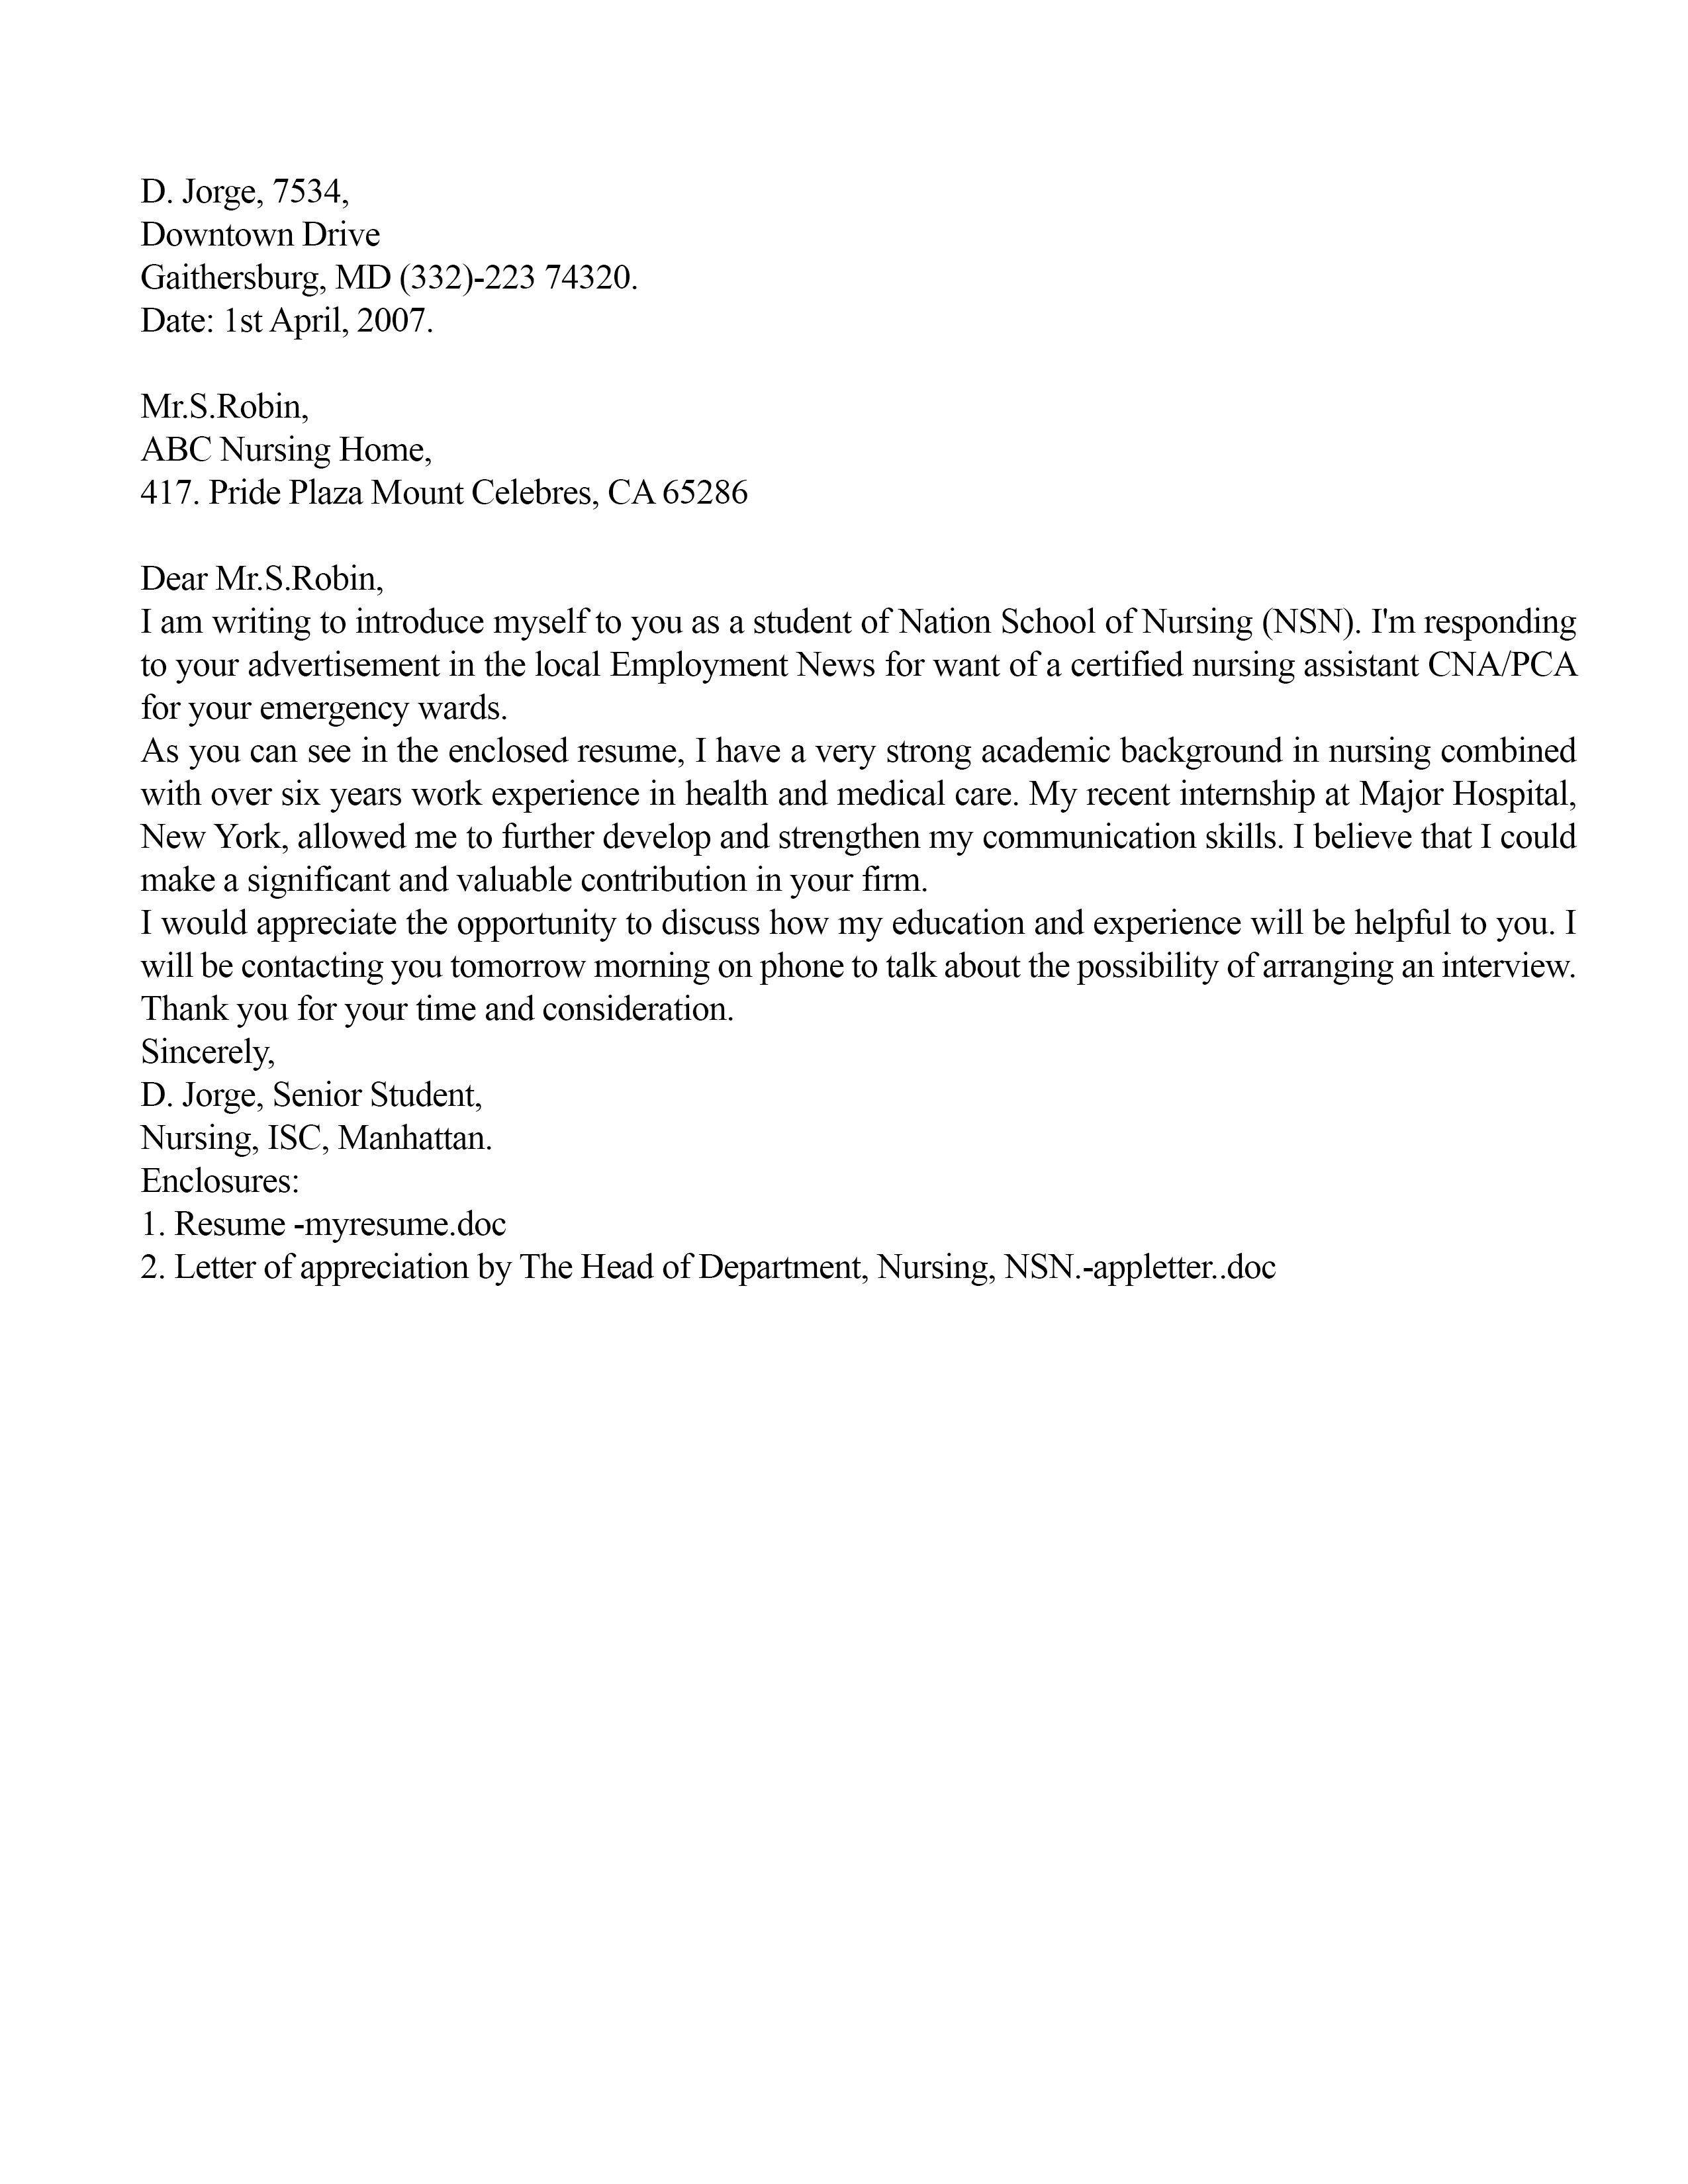 D. Jorge, 7534,
Downtown Drive
Gaithersburg, MD (332)-223 74320.
Date: 1st April, 2007.
Mr.S.Robin,
ABC Nursing Home,
417. Pride Plaza Mount Celebres, CA 65286
Dear Mr.S.Robin,
I am writing to introduce myself to you as a student of Nation School of Nursing (NSN). I'm responding
to your advertisement in the local Employment News for want of a certified nursing assistant CNA/PCA
for your emergency wards.
As you can see in the enclosed resume, I have a very strong academic background in nursing combined
with over six years work experience in health and medical care. My recent internship at Major Hospital,
New York, allowed me to further develop and strengthen my communication skills. I believe that I could
make a significant and valuable contribution in your firm.
I would appreciate the opportunity to discuss how my education and experience will be helpful to you. I
will be contacting you tomorrow morning on phone to talk about the possibility of arranging an interview.
Thank you for your time and consideration.
Sincerely,
D. Jorge, Senior Student,
Nursing, ISC, Manhattan.
Enclosures:
1. Resume -myresume.doc
2. Letter of appreciation by The Head of Department, Nursing, NSN.-appletter..doc